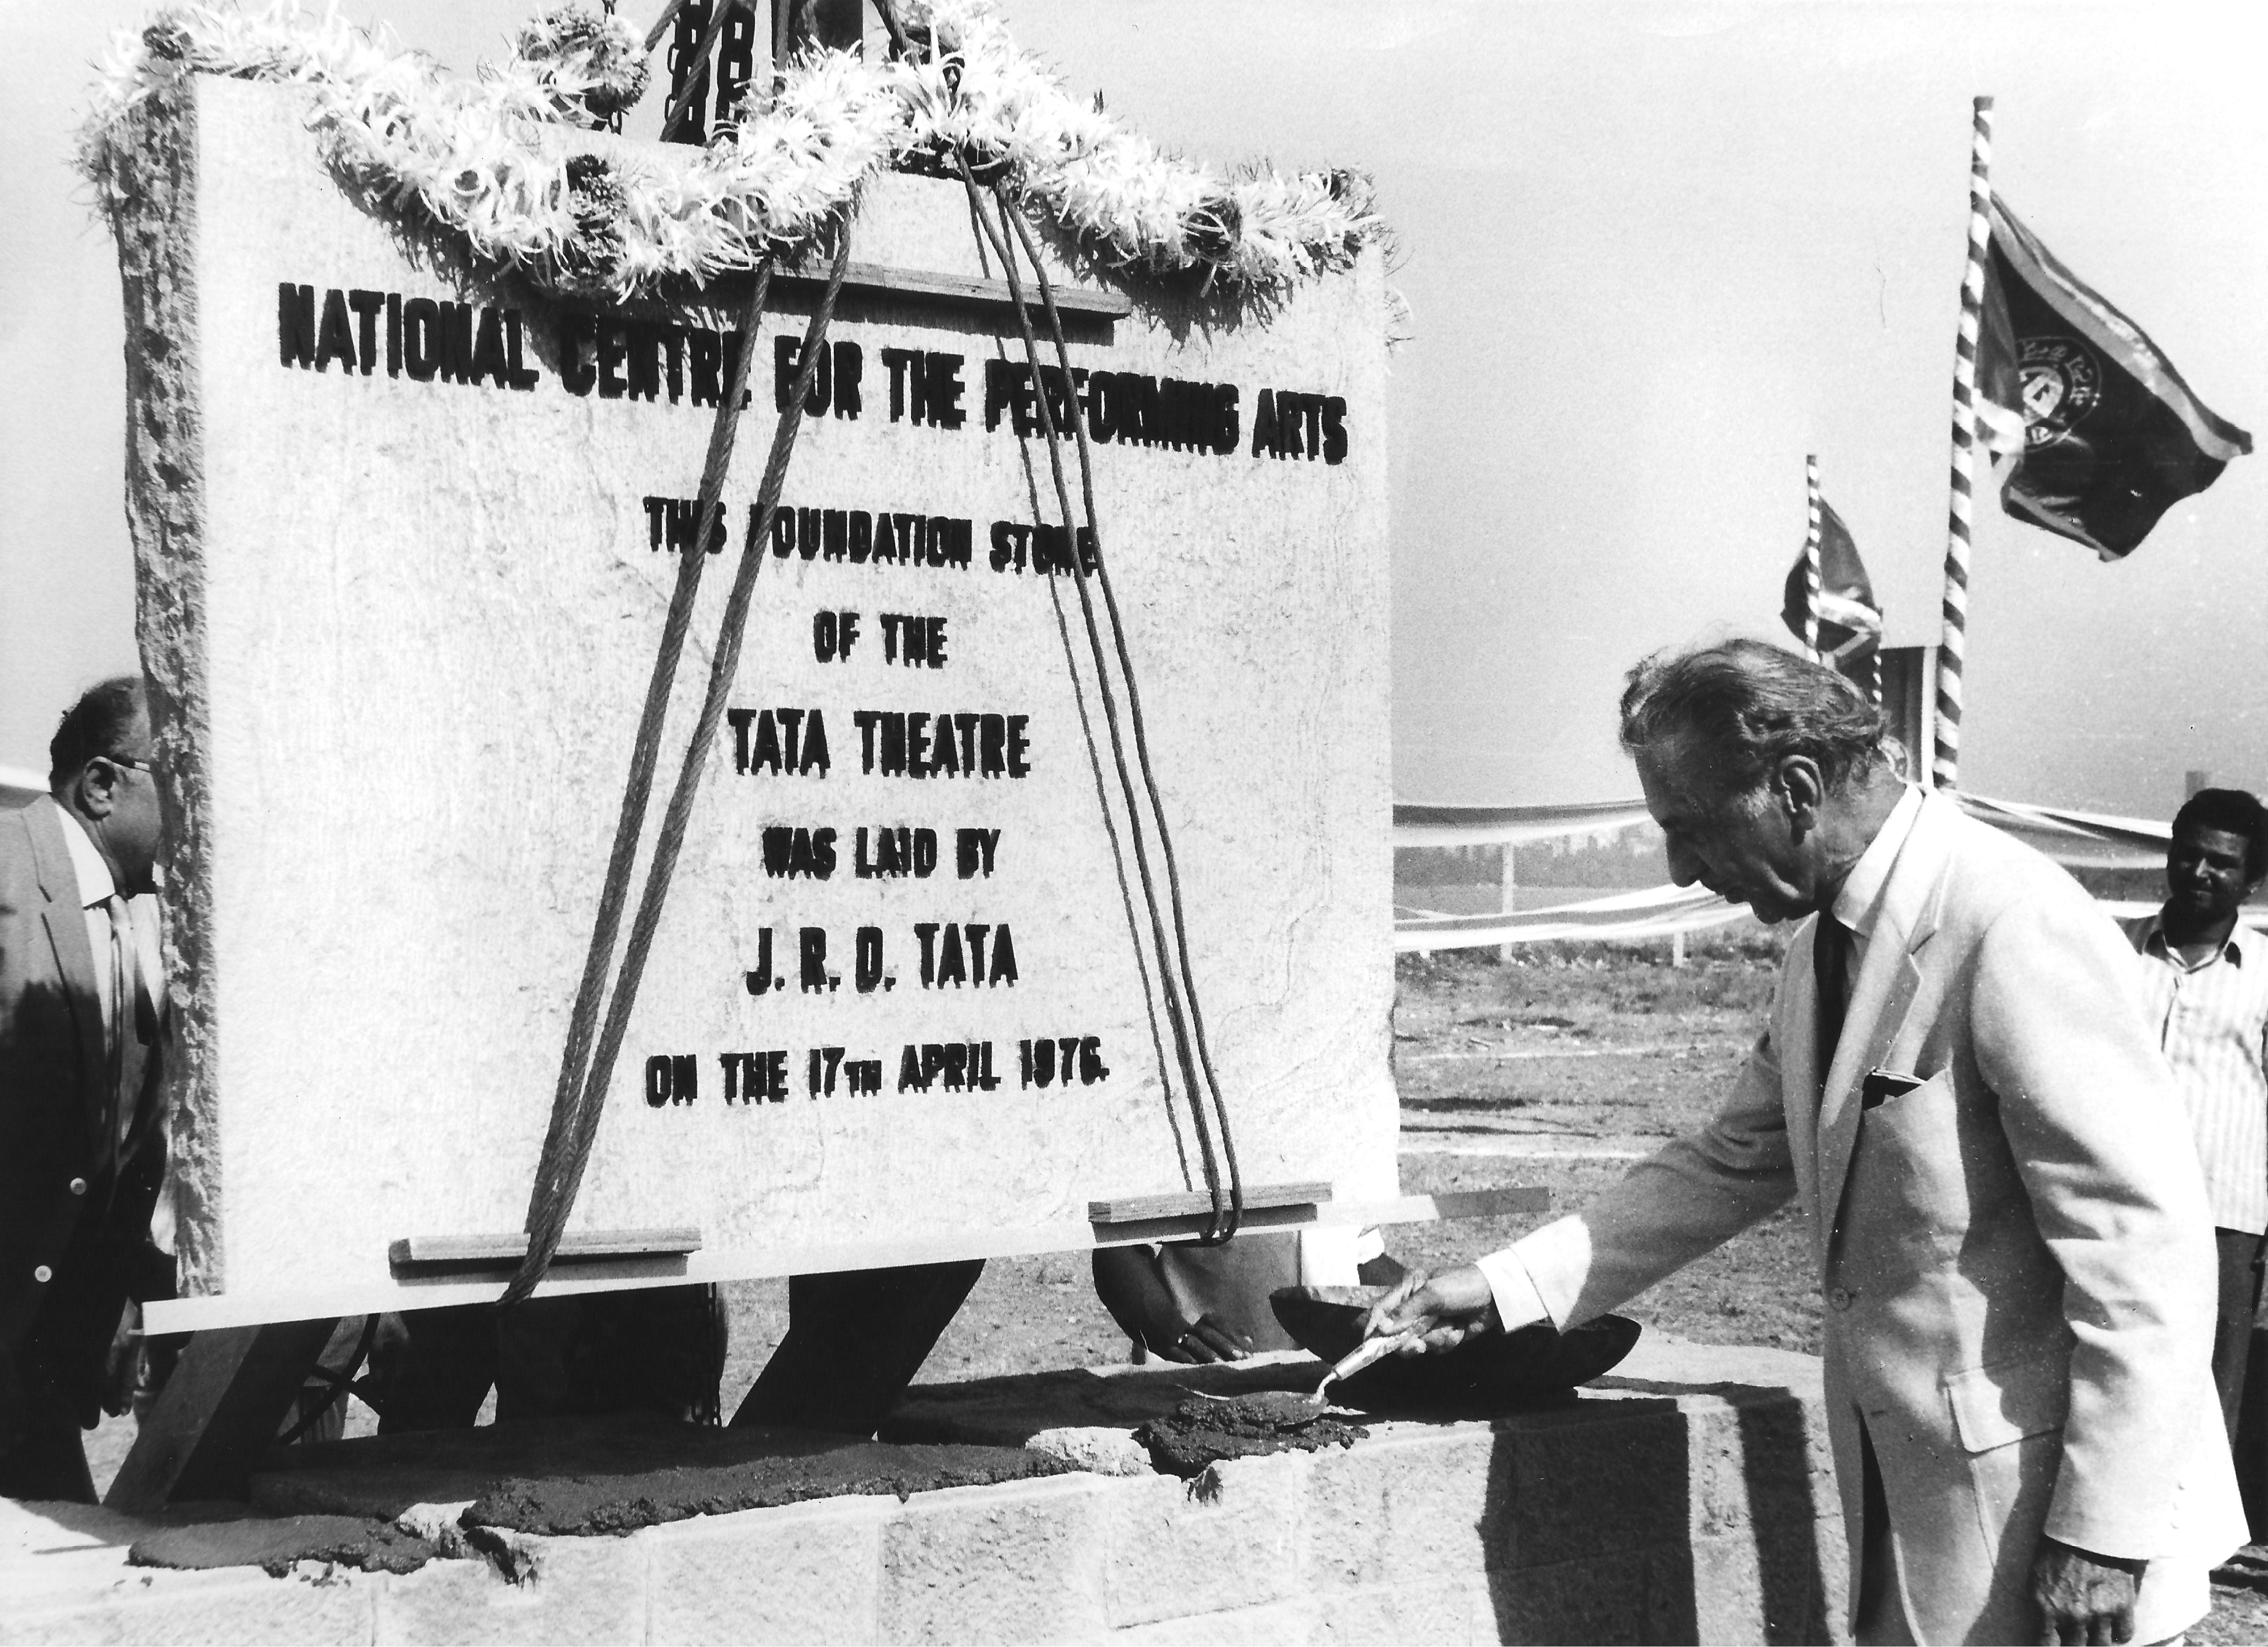 NATIONAL CENTRE FOR THE PERFORMING ARTS
THIS FOUNDATION STONE
OF THE
TATA THEATRE
WAS LAID BY
J. R. D. TATA
ON THE 17TH APRIL 1976.